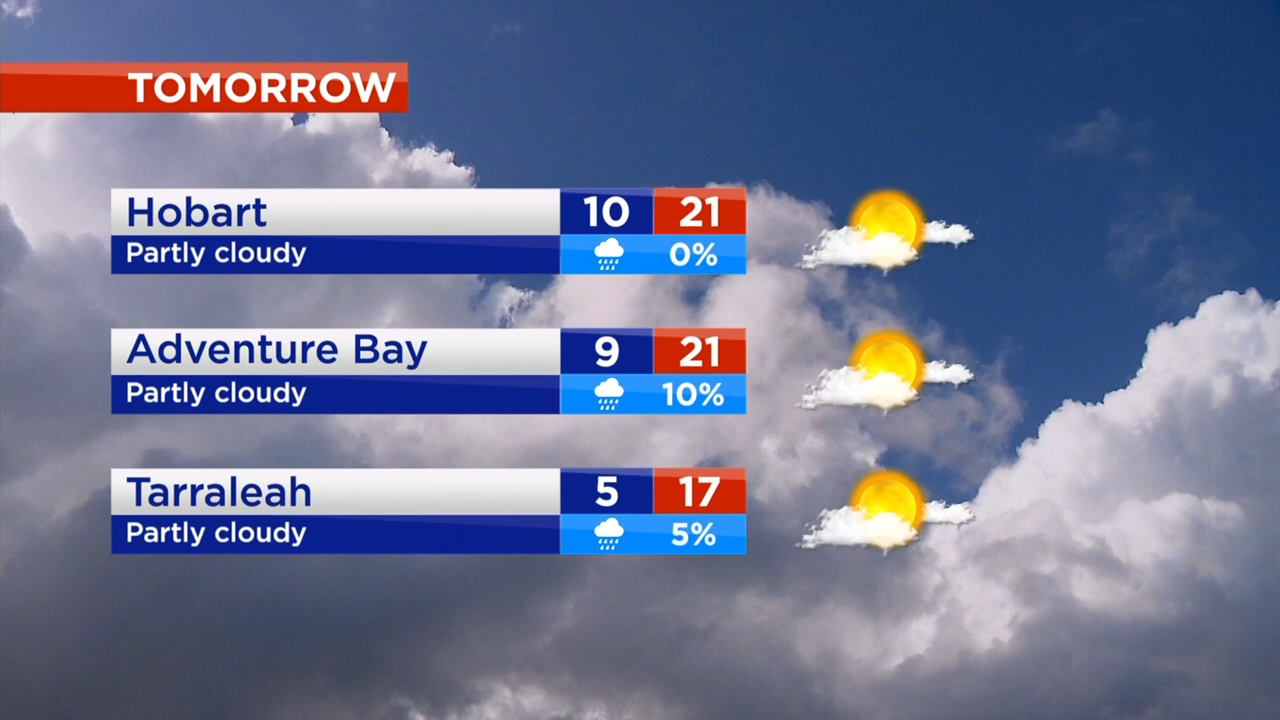 TOMORROW
Hobart 10 21
Partly cloudy 0%
Adventure Bay 9 21
Partly cloudy 10%
Tarraleah 5 17
Partly cloudy 5%